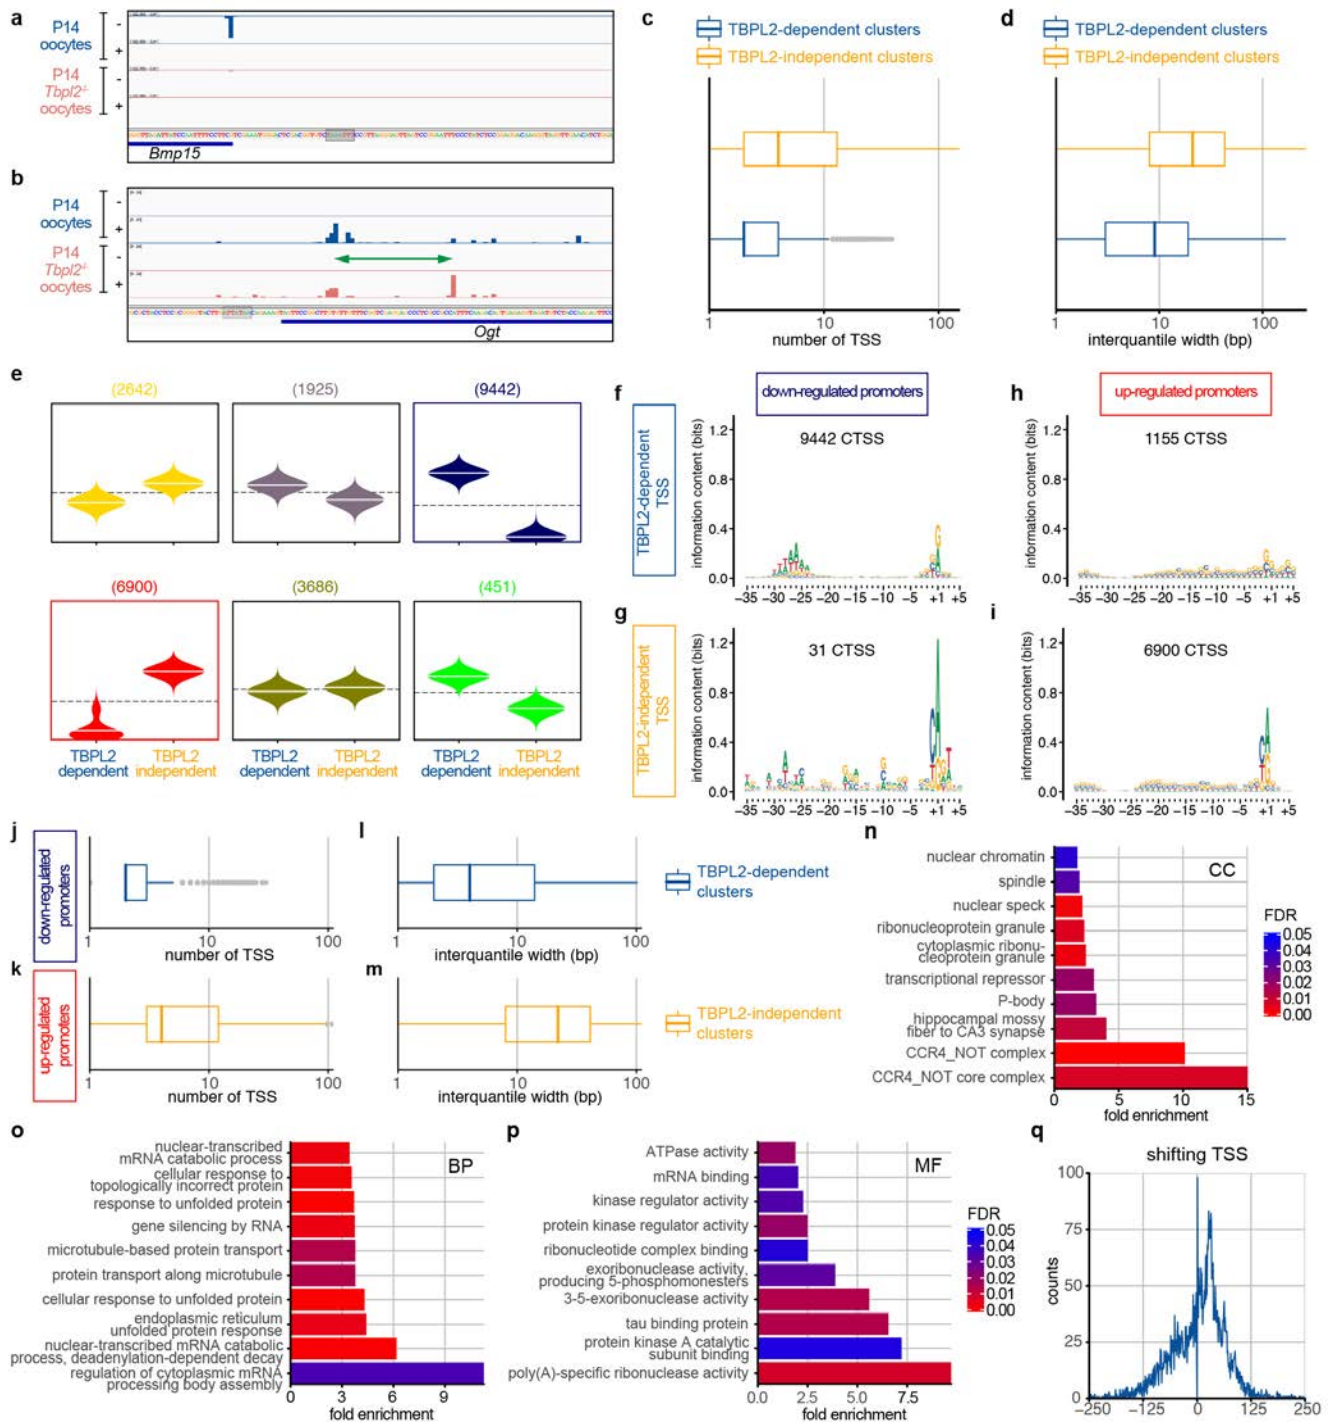 a
P14
oocytes
-
+
P14
Tbpl2-/-
oocytes
-
+
Bmp15
b
P14
oocytes
-
+
P14
Tbpl2-/-
oocytes
-
+
Ogt
c
TBPL2-dependent clusters
TBPL2-independent clusters
1 10 100
number of TSS
d
TBPL2-dependent clusters
TBPL2-independent clusters
1 10 100
interquantile width (bp)
e
(2642) (1925) (9442)
(6900) (3686) (451)
TBPL2 TBPL2 TBPL2 TBPL2 TBPL2 TBPL2
dependent independent dependent independent dependent independent
f
down-regulated promoters
TBPL2-dependent
TSS
information content (bits)
1.2
0.8
0.4
0.0
9442 CTSS
-35 -30 -25 -20 -15 -10 -5 +1 +5
h
up-regulated promoters
information content (bits)
1.2
0.8
0.4
0.0
1155 CTSS
-35 -30 -25 -20 -15 -10 -5 +1 +5
g
TBPL2-independent
TSS
information content (bits)
1.2
0.8
0.4
0.0
31 CTSS
-35 -30 -25 -20 -15 -10 -5 +1 +5
i
information content (bits)
1.2
0.8
0.4
0.0
6900 CTSS
-35 -30 -25 -20 -15 -10 -5 +1 +5
j
down-regulated
promoters
1 10 100
number of TSS
l
1 10 100
interquantile width (bp)
TBPL2-dependent
clusters
k
up-regulated
promoters
1 10 100
number of TSS
m
1 10 100
interquantile width (bp)
TBPL2-independent
clusters
n
CC
nuclear chromatin
spindle
nuclear speck
ribonucleoprotein granule
cytoplasmic ribonu-
cleoprotein granule
transcriptional repressor
P-body
hippocampal mossy
fiber to CA3 synapse
CCR4_NOT complex
CCR4_NOT core complex
0 5 10 15
fold enrichment
FDR
0.05
0.04
0.03
0.02
0.01
0.00
o
BP
nuclear-transcribed
mRNA catabolic process
cellular response to
topologically incorrect protein
response to unfolded protein
gene silencing by RNA
microtubule-based protein transport
protein transport along microtubule
cellular response to unfolded protein
endoplasmic reticulum
unfolded protein response
nuclear-transcribed mRNA catabolic
process, deadenylation-dependent decay
regulation of cytoplasmic mRNA
processing body assembly
0 3 6 9
fold enrichment
p
MF
ATPase activity
mRNA binding
kinase regulator activity
protein kinase regulator activity
ribonucleotide complex binding
exoribonuclease activity,
producing 5-phosphomonesters
3-5-exoribonuclease activity
tau binding protein
protein kinase A catalytic
subunit binding
poly(A)-specific ribonuclease activity
0.0 2.5 5.0 7.5
fold enrichment
FDR
0.05
0.04
0.03
0.02
0.01
0.00
q
shifting TSS
counts
100
75
50
25
0
-250 -125 0 125 250